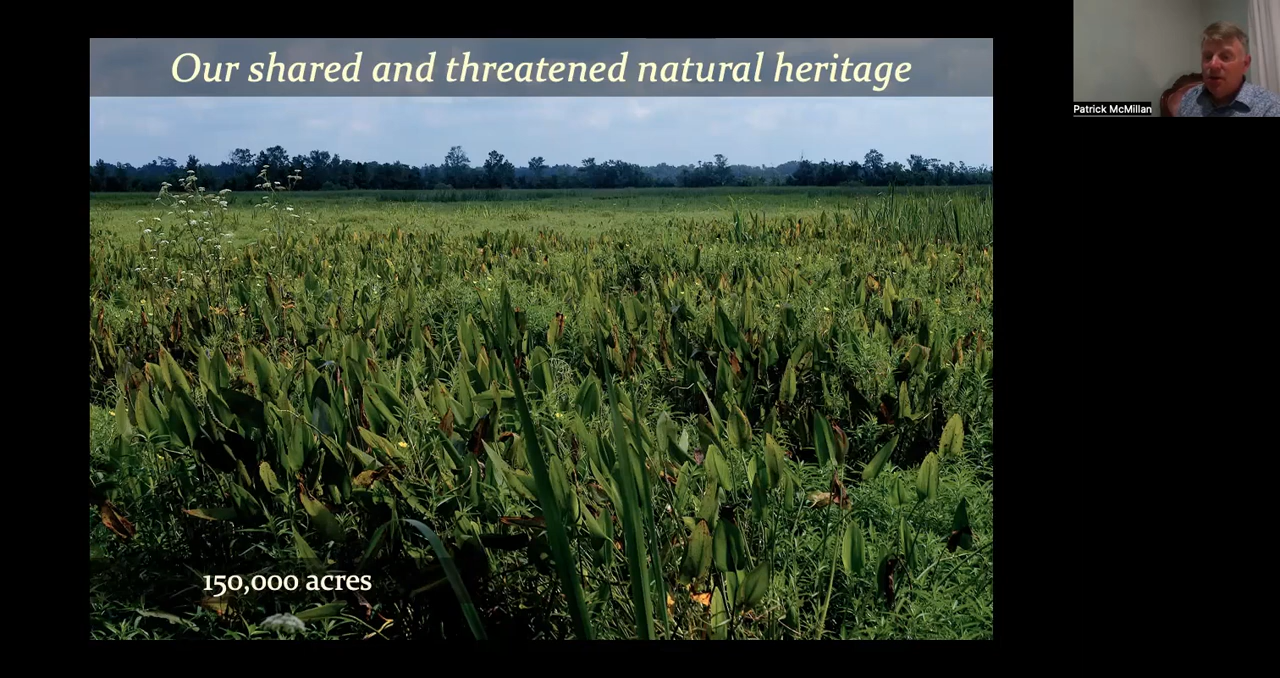 Our shared and threatened natural heritage
Patrick McMillan
150,000 acres